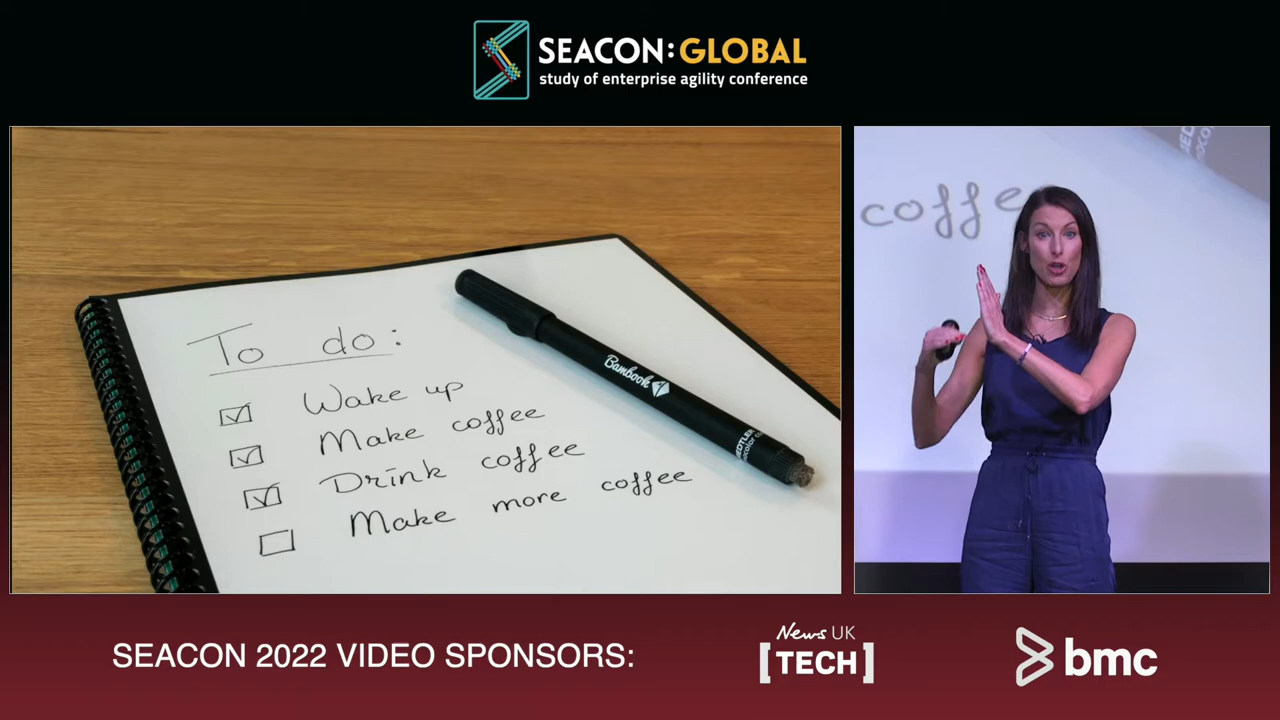 SEACON:GLOBAL
study of enterprise agility conference
To do:
Wake up
Make coffee
Drink coffee
Make more coffee
Bambook
coffee
SEACON 2022 VIDEO SPONSORS:
News UK
[TECH]
bmc